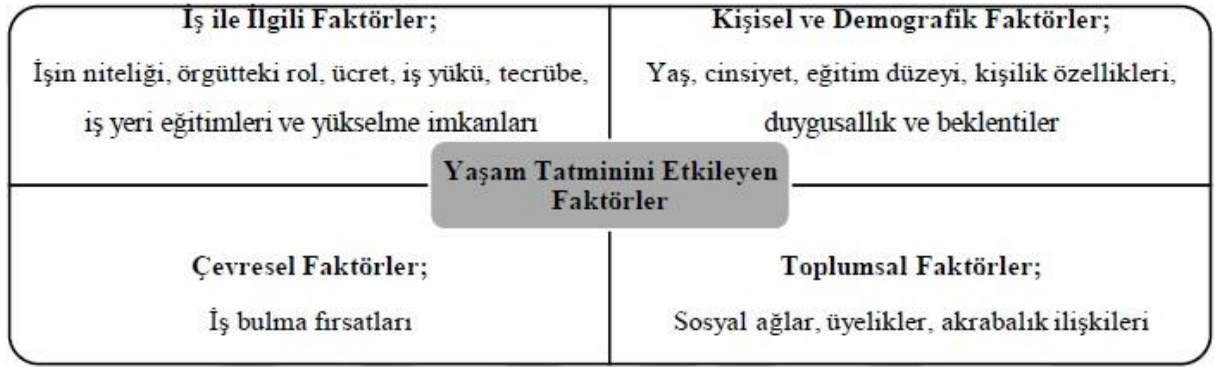 İş ile İlgili Faktörler;
İşin niteliği, örgütteki rol, ücret, iş yükü, tecrübe,
iş yeri eğitimleri ve yükselme imkanları
Kişisel ve Demografik Faktörler;
Yaş, cinsiyet, eğitim düzeyi, kişilik özellikleri,
duygusallık ve beklentiler
Yaşam Tatminini Etkileyen
Faktörler
Çevresel Faktörler;
İş bulma fırsatları
Toplumsal Faktörler;
Sosyal ağlar, üyelikler, akrabalık ilişkileri